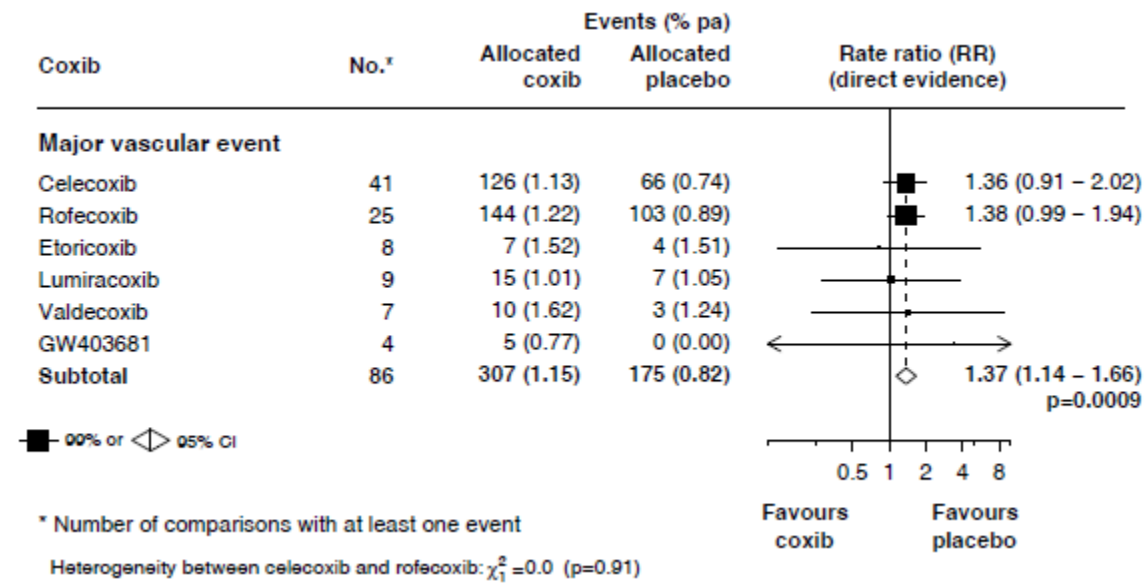 Events (% pa)
Coxib No.* Allocated coxib Allocated placebo Rate ratio (RR) (direct evidence)
Major vascular event
Celecoxib 41 126 (1.13) 66 (0.74) 1.36 (0.91 – 2.02)
Rofecoxib 25 144 (1.22) 103 (0.89) 1.38 (0.99 – 1.94)
Etoricoxib 8 7 (1.52) 4 (1.51)
Lumiracoxib 9 15 (1.01) 7 (1.05)
Valdecoxib 7 10 (1.62) 3 (1.24)
GW403681 4 5 (0.77) 0 (0.00)
Subtotal 86 307 (1.15) 175 (0.82) 1.37 (1.14 – 1.66)
p=0.0009
99% or 95% CI
0.5 1 2 4 8
Favours coxib Favours placebo
* Number of comparisons with at least one event
Heterogeneity between celecoxib and rofecoxib: χ²₁ =0.0 (p=0.91)